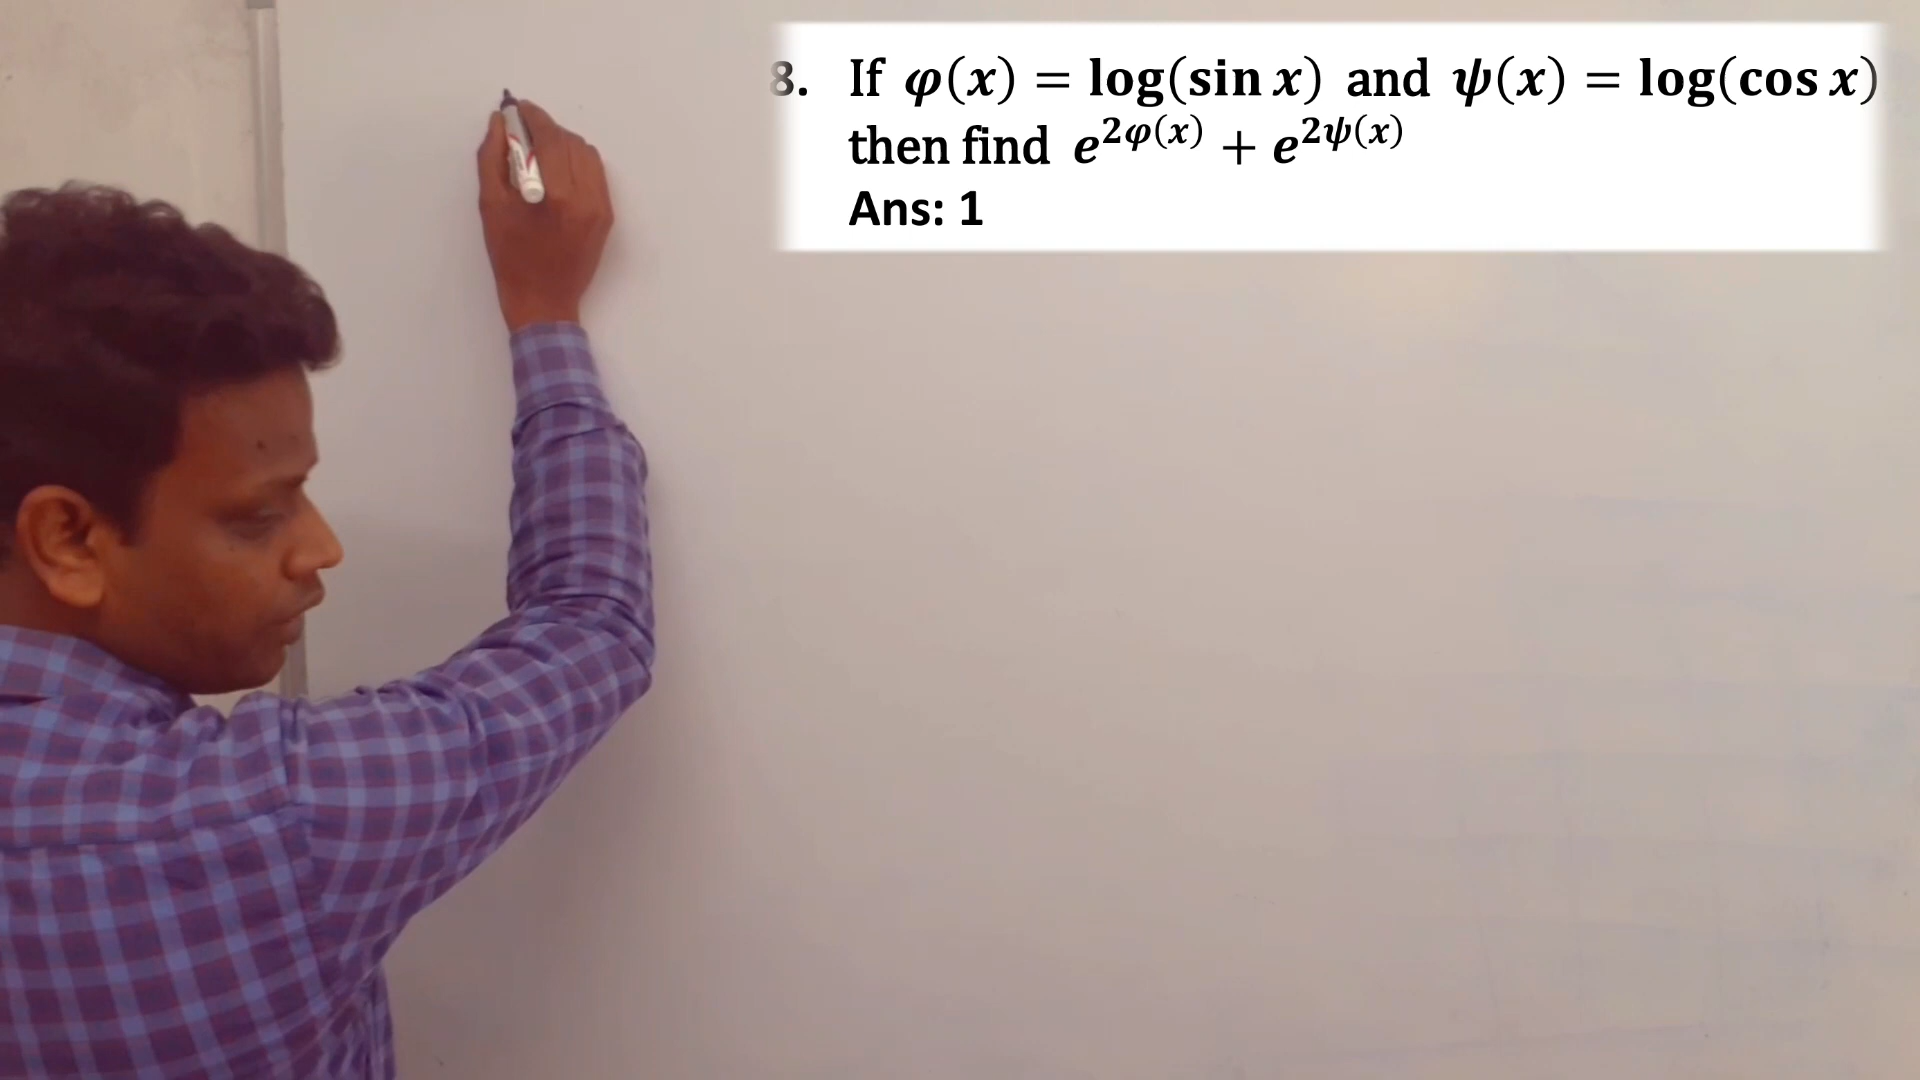 8. If φ(x) = log(sin x) and ψ(x) = log(cos x)
then find e^{2φ(x)} + e^{2ψ(x)}
Ans: 1